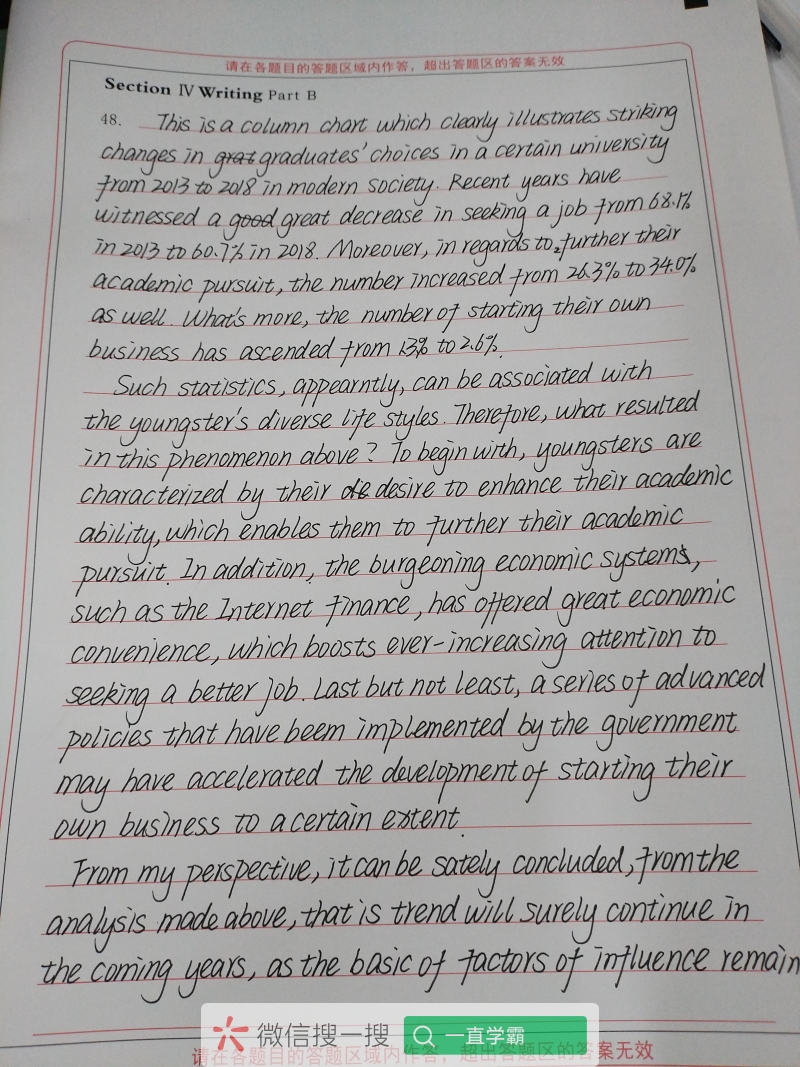 请在各题目的答题区域内作答，超出答题区的答案无效
Section Ⅳ Writing Part B
48. This is a column chart which clearly illustrates striking
changes in grat graduates' choices in a certain university
from 2013 to 2018 in modern society. Recent years have
witnessed a good great decrease in seeking a job from 68.1%
in 2013 to 60.7% in 2018. Moreover, in regards to, further their
academic pursuit, the number increased from 26.3% to 34.0%
as well. What's more, the number of starting their own
business has ascended from 1.3% to 2.6%.
Such statistics, appearntly, can be associated with
the youngster's diverse life styles. Therefore, what resulted
in this phenomenon above? To begin with, youngsters are
characterized by their de desire to enhance their academic
ability, which enables them to further their academic
pursuit. In addition, the burgeoning economic systems,
such as the Internet finance, has offered great economic
convenience, which boosts ever-increasing attention to
seeking a better job. Last but not least, a series of advanced
policies that have beem implemented by the government
may have accelerated the development of starting their
own business to a certain extent.
From my perspective, it can be sately concluded, from the
analysis made above, that is trend will surely continue in
the coming years, as the basic of factors of influence remain
微信搜一搜
一直学霸
请在各题目的答题区域内作答，超出答题区的答案无效